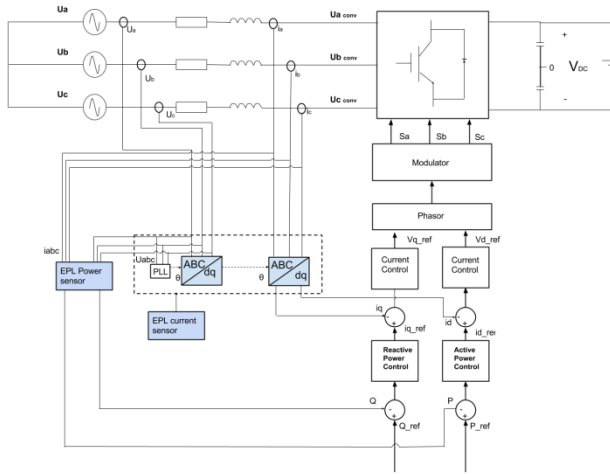 Ua
Ua conv
Ua
Ia
Ub
Ub conv
Ub
Ib
Uc
Uc conv
Uc
Ic
+
0
VDC
-
Sa
Sb
Sc
Modulator
Phasor
Vq_ref
Vd_ref
iabc
Uabc
EPL Power
sensor
PLL
θ
ABC
dq
θ
ABC
dq
Current
Control
Current
Control
EPL current
sensor
iq
-
+
id
-
+
iq_ref
id_res
Reactive
Power
Control
Active
Power
Control
Q
-
+
P
-
+
Q_ref
P_ref